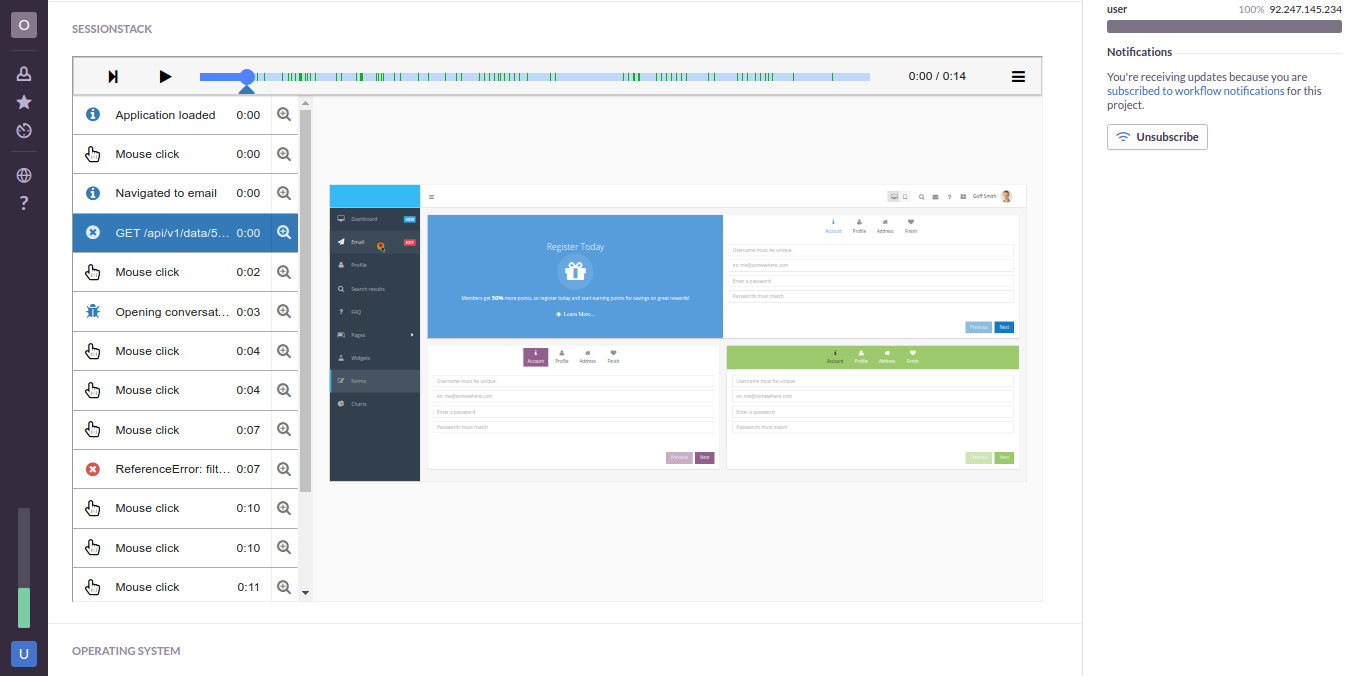 O
?
U
SESSIONSTACK
0:00 / 0:14
Application loaded 0:00
Mouse click 0:00
Navigated to email 0:00
GET /api/v1/data/5... 0:00
Mouse click 0:02
Opening conversat... 0:03
Mouse click 0:04
Mouse click 0:04
Mouse click 0:07
ReferenceError: filt... 0:07
Mouse click 0:10
Mouse click 0:10
Mouse click 0:11
Dashboard NEW
Email HOT
Profile
Search results
? FAQ
Pages
Widgets
Forms
Charts
? Goff Smith
Register Today
Members get 50% more points, so register today and start earning points for savings on great rewards!
Learn More...
Account Profile Address Finish
Username must be unique
ex: me@somewhere.com
Enter a password
Passwords must match
Previous Next
Account Profile Address Finish
Username must be unique
ex: me@somewhere.com
Enter a password
Passwords must match
Previous Next
Account Profile Address Finish
Username must be unique
ex: me@somewhere.com
Enter a password
Passwords must match
Previous Next
OPERATING SYSTEM
user 100% 92.247.145.234
Notifications
You're receiving updates because you are
subscribed to workflow notifications for this
project.
Unsubscribe